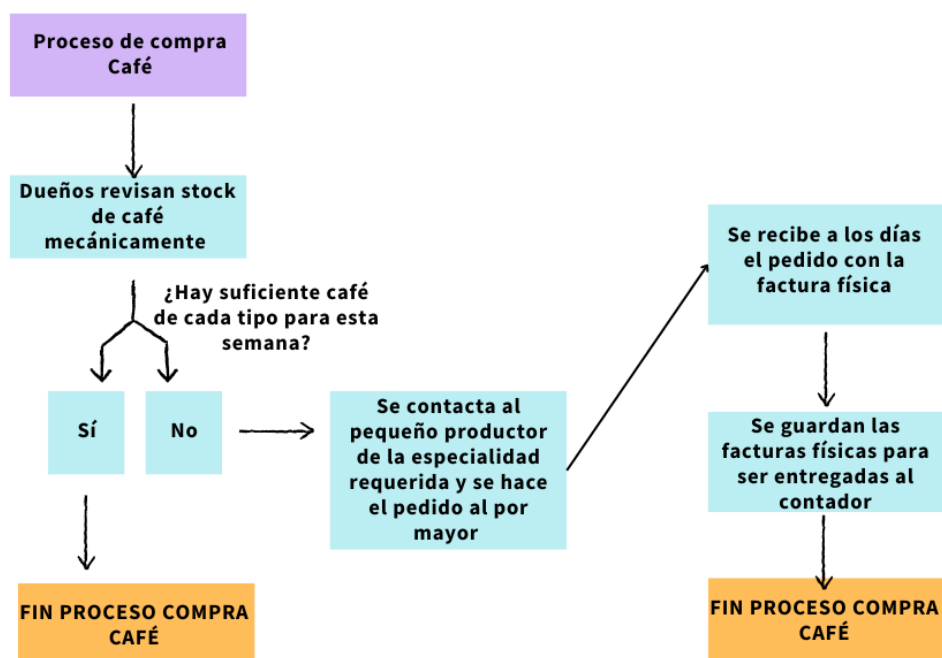 Proceso de compra
Café
Dueños revisan stock
de café
mecánicamente
¿Hay suficiente café
de cada tipo para esta
semana?
Sí
No
Se contacta al
pequeño productor
de la especialidad
requerida y se hace
el pedido al por
mayor
Se recibe a los días
el pedido con la
factura física
Se guardan las
facturas físicas para
ser entregadas al
contador
FIN PROCESO COMPRA
CAFÉ
FIN PROCESO COMPRA
CAFÉ